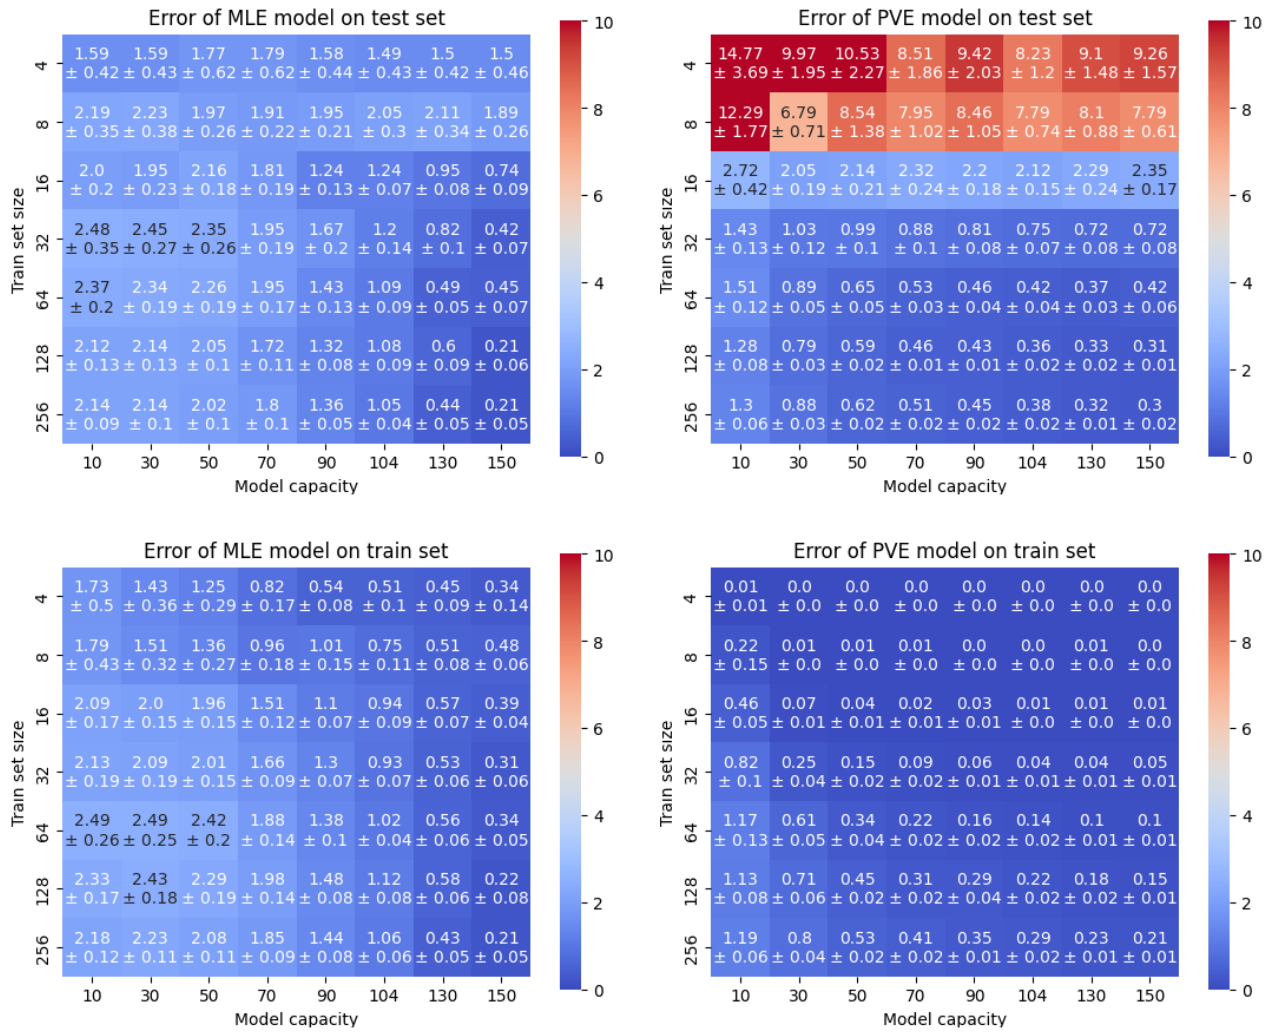 Error of MLE model on test set
Train set size
4
1.59 1.59 1.77 1.79 1.58 1.49 1.5 1.5
± 0.42 ± 0.43 ± 0.62 ± 0.62 ± 0.44 ± 0.43 ± 0.42 ± 0.46
8
2.19 2.23 1.97 1.91 1.95 2.05 2.11 1.89
± 0.35 ± 0.38 ± 0.26 ± 0.22 ± 0.21 ± 0.3 ± 0.34 ± 0.26
16
2.0 1.95 2.16 1.81 1.24 1.24 0.95 0.74
± 0.2 ± 0.23 ± 0.18 ± 0.19 ± 0.13 ± 0.07 ± 0.08 ± 0.09
32
2.48 2.45 2.35 1.95 1.67 1.2 0.82 0.42
± 0.35 ± 0.27 ± 0.26 ± 0.19 ± 0.2 ± 0.14 ± 0.1 ± 0.07
64
2.37 2.34 2.26 1.95 1.43 1.09 0.49 0.45
± 0.2 ± 0.19 ± 0.19 ± 0.17 ± 0.13 ± 0.09 ± 0.05 ± 0.07
128
2.12 2.14 2.05 1.72 1.32 1.08 0.6 0.21
± 0.13 ± 0.13 ± 0.1 ± 0.11 ± 0.08 ± 0.09 ± 0.09 ± 0.06
256
2.14 2.14 2.02 1.8 1.36 1.05 0.44 0.21
± 0.09 ± 0.1 ± 0.1 ± 0.1 ± 0.05 ± 0.04 ± 0.05 ± 0.05
10 30 50 70 90 104 130 150
Model capacity
10
8
6
4
2
0
Error of PVE model on test set
Train set size
4
14.77 9.97 10.53 8.51 9.42 8.23 9.1 9.26
± 3.69 ± 1.95 ± 2.27 ± 1.86 ± 2.03 ± 1.2 ± 1.48 ± 1.57
8
12.29 6.79 8.54 7.95 8.46 7.79 8.1 7.79
± 1.77 ± 0.71 ± 1.38 ± 1.02 ± 1.05 ± 0.74 ± 0.88 ± 0.61
16
2.72 2.05 2.14 2.32 2.2 2.12 2.29 2.35
± 0.42 ± 0.19 ± 0.21 ± 0.24 ± 0.18 ± 0.15 ± 0.24 ± 0.17
32
1.43 1.03 0.99 0.88 0.81 0.75 0.72 0.72
± 0.13 ± 0.12 ± 0.1 ± 0.1 ± 0.08 ± 0.07 ± 0.08 ± 0.08
64
1.51 0.89 0.65 0.53 0.46 0.42 0.37 0.42
± 0.12 ± 0.05 ± 0.05 ± 0.03 ± 0.04 ± 0.04 ± 0.03 ± 0.06
128
1.28 0.79 0.59 0.46 0.43 0.36 0.33 0.31
± 0.08 ± 0.03 ± 0.02 ± 0.01 ± 0.01 ± 0.02 ± 0.02 ± 0.01
256
1.3 0.88 0.62 0.51 0.45 0.38 0.32 0.3
± 0.06 ± 0.03 ± 0.02 ± 0.03 ± 0.02 ± 0.02 ± 0.01 ± 0.02
10 30 50 70 90 104 130 150
Model capacity
10
8
6
4
2
0
Error of MLE model on train set
Train set size
4
1.73 1.43 1.25 0.82 0.54 0.51 0.45 0.34
± 0.5 ± 0.36 ± 0.29 ± 0.17 ± 0.08 ± 0.1 ± 0.09 ± 0.14
8
1.79 1.51 1.36 0.96 1.01 0.75 0.51 0.48
± 0.43 ± 0.32 ± 0.27 ± 0.18 ± 0.15 ± 0.11 ± 0.08 ± 0.06
16
2.09 2.0 1.96 1.51 1.1 0.94 0.57 0.39
± 0.17 ± 0.15 ± 0.15 ± 0.12 ± 0.07 ± 0.09 ± 0.07 ± 0.04
32
2.13 2.09 2.01 1.66 1.3 0.93 0.53 0.31
± 0.19 ± 0.19 ± 0.15 ± 0.09 ± 0.07 ± 0.07 ± 0.06 ± 0.06
64
2.49 2.49 2.42 1.88 1.38 1.02 0.56 0.34
± 0.26 ± 0.25 ± 0.2 ± 0.14 ± 0.1 ± 0.04 ± 0.06 ± 0.05
128
2.33 2.43 2.29 1.98 1.48 1.12 0.58 0.22
± 0.17 ± 0.18 ± 0.19 ± 0.14 ± 0.08 ± 0.08 ± 0.06 ± 0.08
256
2.18 2.23 2.08 1.85 1.44 1.06 0.43 0.21
± 0.12 ± 0.11 ± 0.11 ± 0.09 ± 0.08 ± 0.06 ± 0.05 ± 0.05
10 30 50 70 90 104 130 150
Model capacity
10
8
6
4
2
0
Error of PVE model on train set
Train set size
4
0.01 0.0 0.0 0.0 0.0 0.0 0.0 0.0
± 0.01 ± 0.0 ± 0.0 ± 0.0 ± 0.0 ± 0.0 ± 0.0 ± 0.0
8
0.22 0.01 0.01 0.01 0.0 0.0 0.01 0.0
± 0.15 ± 0.0 ± 0.0 ± 0.0 ± 0.0 ± 0.0 ± 0.0 ± 0.0
16
0.46 0.07 0.04 0.02 0.03 0.01 0.01 0.01
± 0.05 ± 0.01 ± 0.01 ± 0.01 ± 0.01 ± 0.0 ± 0.0 ± 0.0
32
0.82 0.25 0.15 0.09 0.06 0.04 0.04 0.05
± 0.1 ± 0.04 ± 0.02 ± 0.02 ± 0.01 ± 0.01 ± 0.01 ± 0.01
64
1.17 0.61 0.34 0.22 0.16 0.14 0.1 0.1
± 0.13 ± 0.05 ± 0.04 ± 0.02 ± 0.02 ± 0.02 ± 0.01 ± 0.01
128
1.13 0.71 0.45 0.31 0.29 0.22 0.18 0.15
± 0.08 ± 0.06 ± 0.02 ± 0.02 ± 0.02 ± 0.02 ± 0.02 ± 0.01
256
1.19 0.8 0.53 0.41 0.35 0.29 0.23 0.21
± 0.06 ± 0.04 ± 0.02 ± 0.02 ± 0.01 ± 0.02 ± 0.01 ± 0.01
10 30 50 70 90 104 130 150
Model capacity
10
8
6
4
2
0